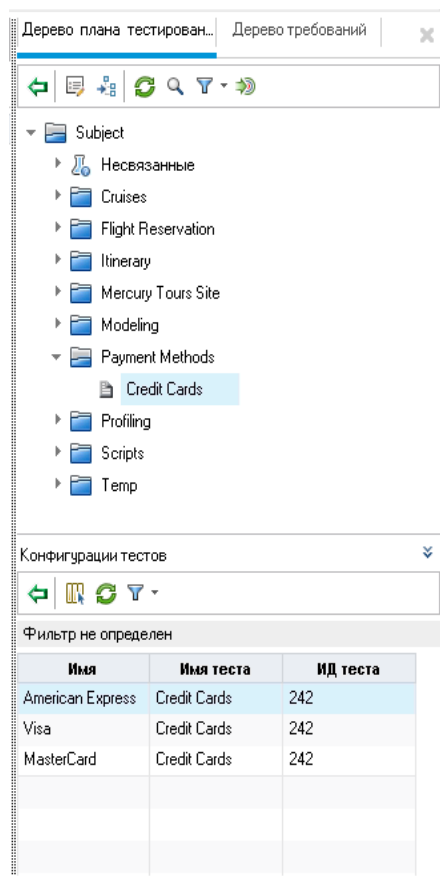 Дерево плана тестирован... Дерево требований
Subject
Несвязанные
Cruises
Flight Reservation
Itinerary
Mercury Tours Site
Modeling
Payment Methods
Credit Cards
Profiling
Scripts
Temp
Конфигурации тестов
Фильтр не определен
Имя Имя теста ИД теста
American Express Credit Cards 242
Visa Credit Cards 242
MasterCard Credit Cards 242